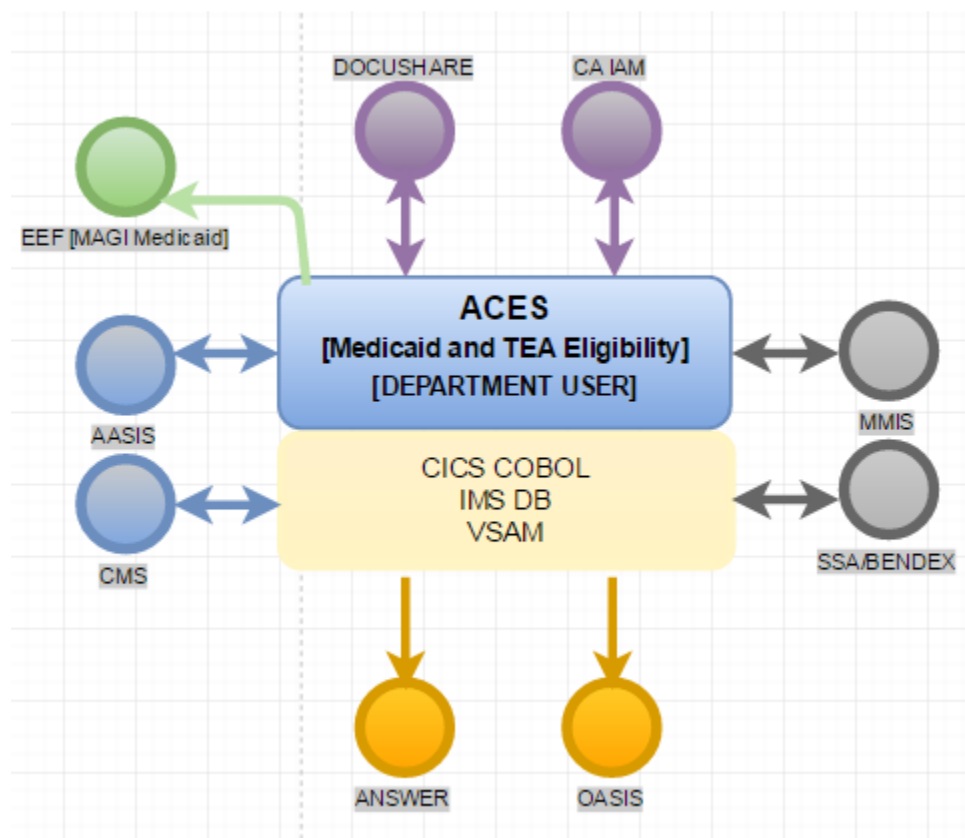 DOCUSHARE
CA IAM
EEF [MAGI Medicaid]
ACES
[Medicaid and TEA Eligibility]
[DEPARTMENT USER]
AASIS
MMIS
CICS COBOL
IMS DB
VSAM
CMS
SSA/BENDEX
ANSWER
OASIS